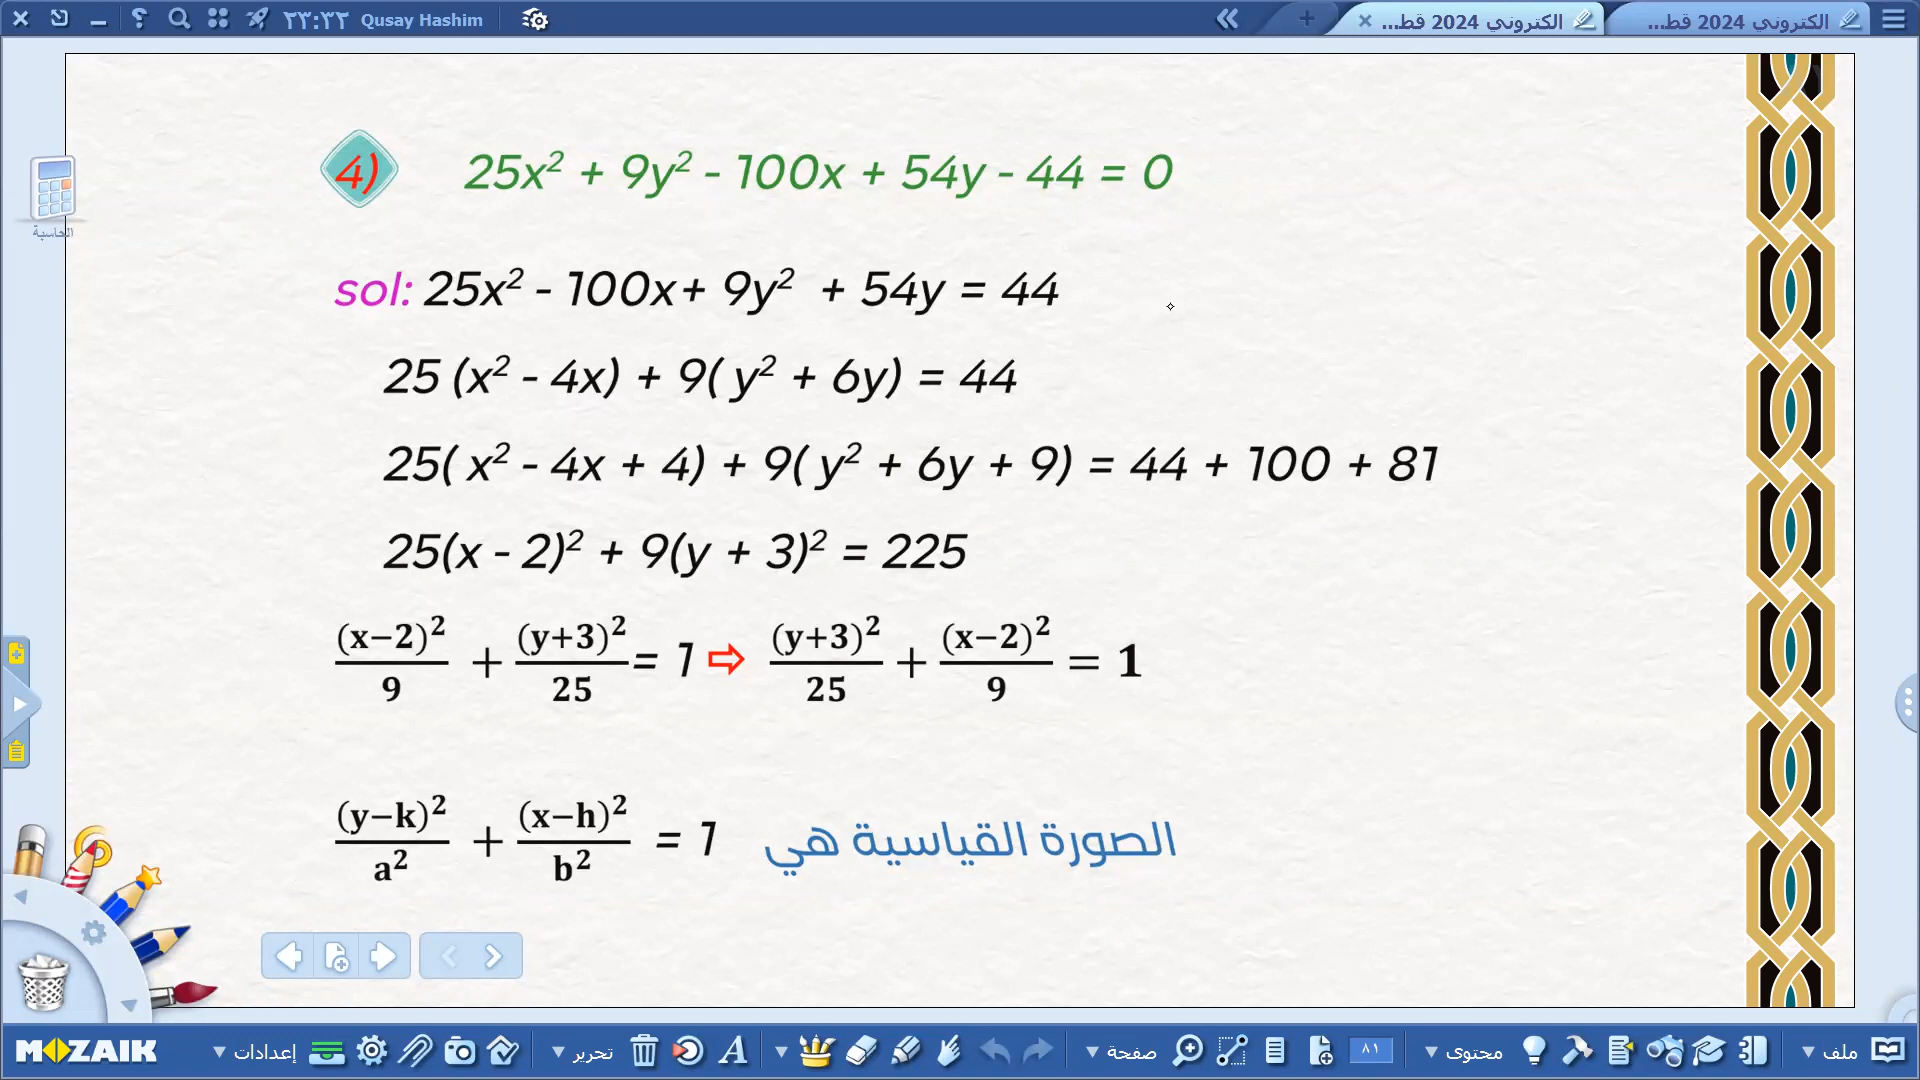 ٢٣:٢٢ Qusay Hashim
الكتروني 2024 قط...
الكتروني 2024 قط...
الحاسبة
4) 25x² + 9y² - 100x + 54y - 44 = 0
sol: 25x² - 100x+ 9y² + 54y = 44
25 (x² - 4x) + 9( y² + 6y) = 44
25( x² - 4x + 4) + 9( y² + 6y + 9) = 44 + 100 + 81
25(x - 2)² + 9(y + 3)² = 225
(x−2)²/9 + (y+3)²/25 = 1 ⇨ (y+3)²/25 + (x−2)²/9 = 1
(y−k)²/a² + (x−h)²/b² = 1 الصورة القياسية هي
MOZAIK
إعدادات
تحرير
صفحة
٨١
محتوى
ملف